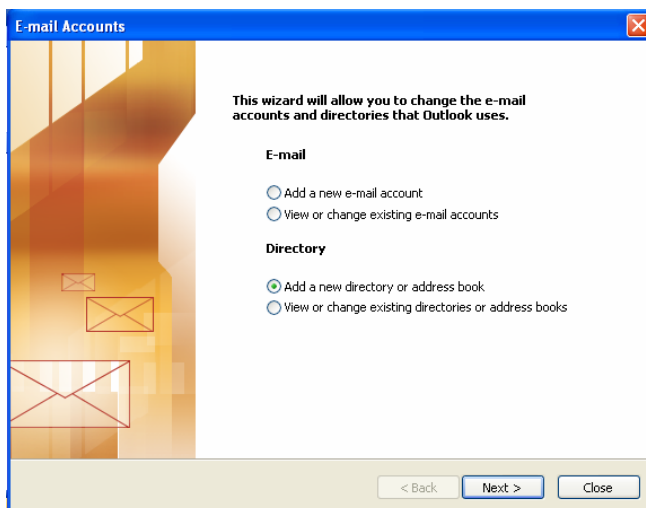 E-mail Accounts
This wizard will allow you to change the e-mail
accounts and directories that Outlook uses.
E-mail
Add a new e-mail account
View or change existing e-mail accounts
Directory
Add a new directory or address book
View or change existing directories or address books
< Back Next > Close